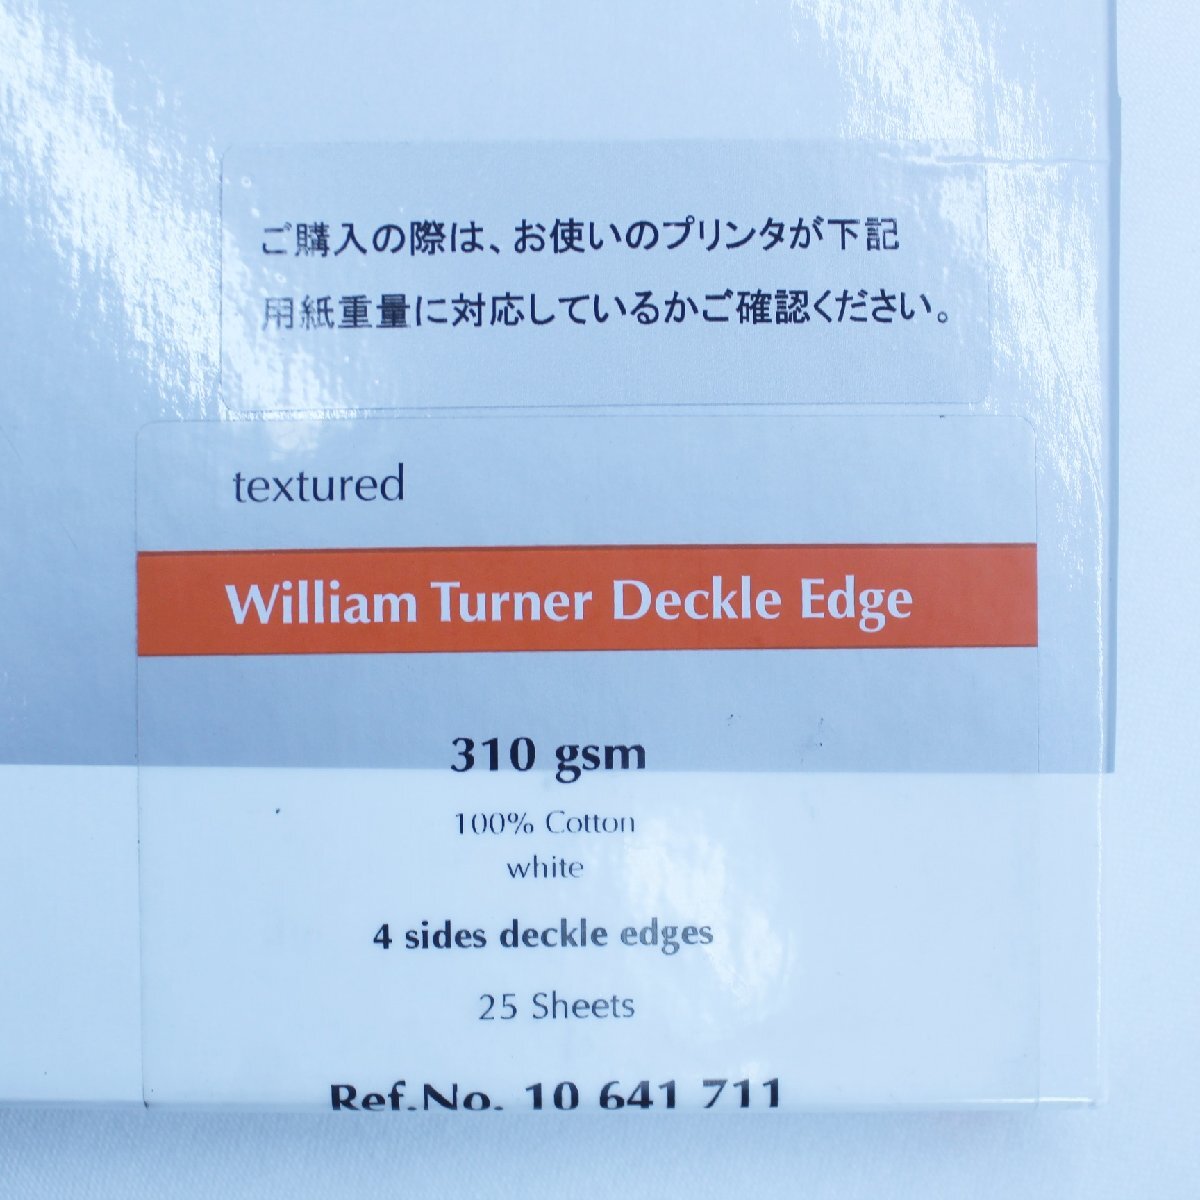 ご購入の際は、お使いのプリンタが下記
用紙重量に対応しているかご確認ください。
textured
William Turner Deckle Edge
310 gsm
100% Cotton
white
4 sides deckle edges
25 Sheets
Ref.No. 10 641 711